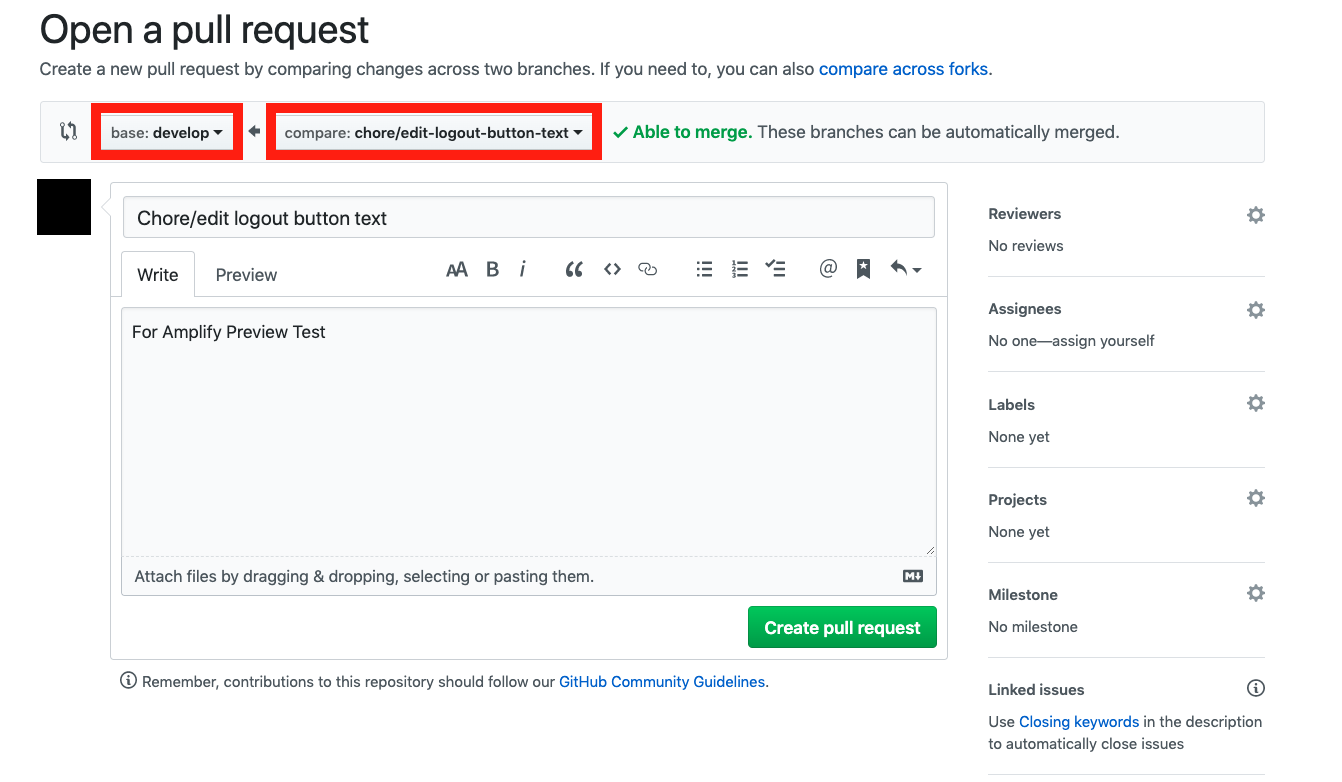 Open a pull request
Create a new pull request by comparing changes across two branches. If you need to, you can also compare across forks.
base: develop
compare: chore/edit-logout-button-text
Able to merge. These branches can be automatically merged.
Chore/edit logout button text
Write
Preview
AA B i
@
For Amplify Preview Test
Attach files by dragging & dropping, selecting or pasting them.
M
Create pull request
Remember, contributions to this repository should follow our GitHub Community Guidelines.
Reviewers
No reviews
Assignees
No one—assign yourself
Labels
None yet
Projects
None yet
Milestone
No milestone
Linked issues
Use Closing keywords in the description
to automatically close issues